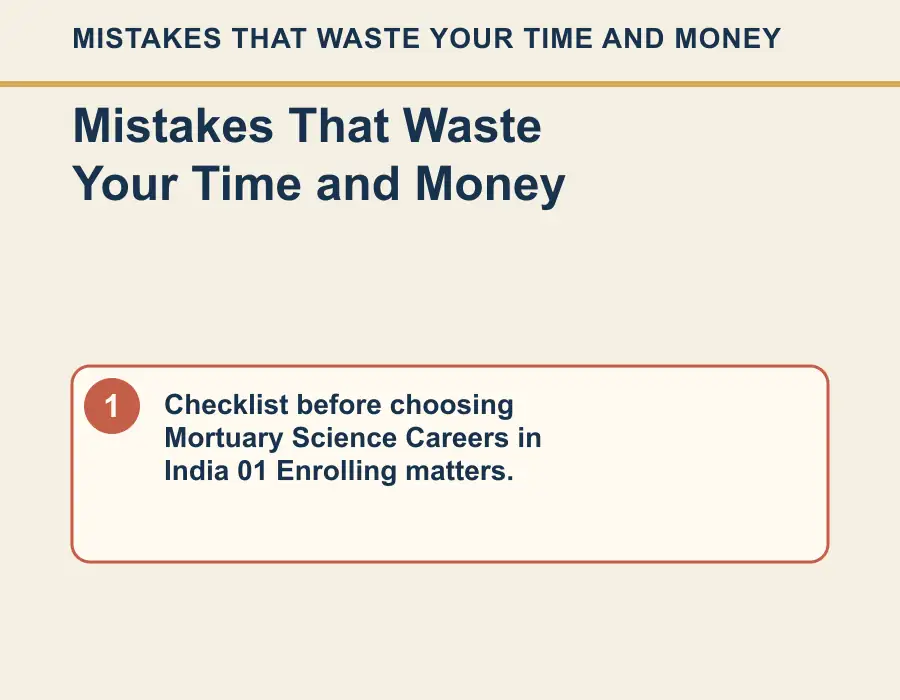 MISTAKES THAT WASTE YOUR TIME AND MONEY
Mistakes That Waste
Your Time and Money
1
Checklist before choosing
Mortuary Science Careers in
India 01 Enrolling matters.